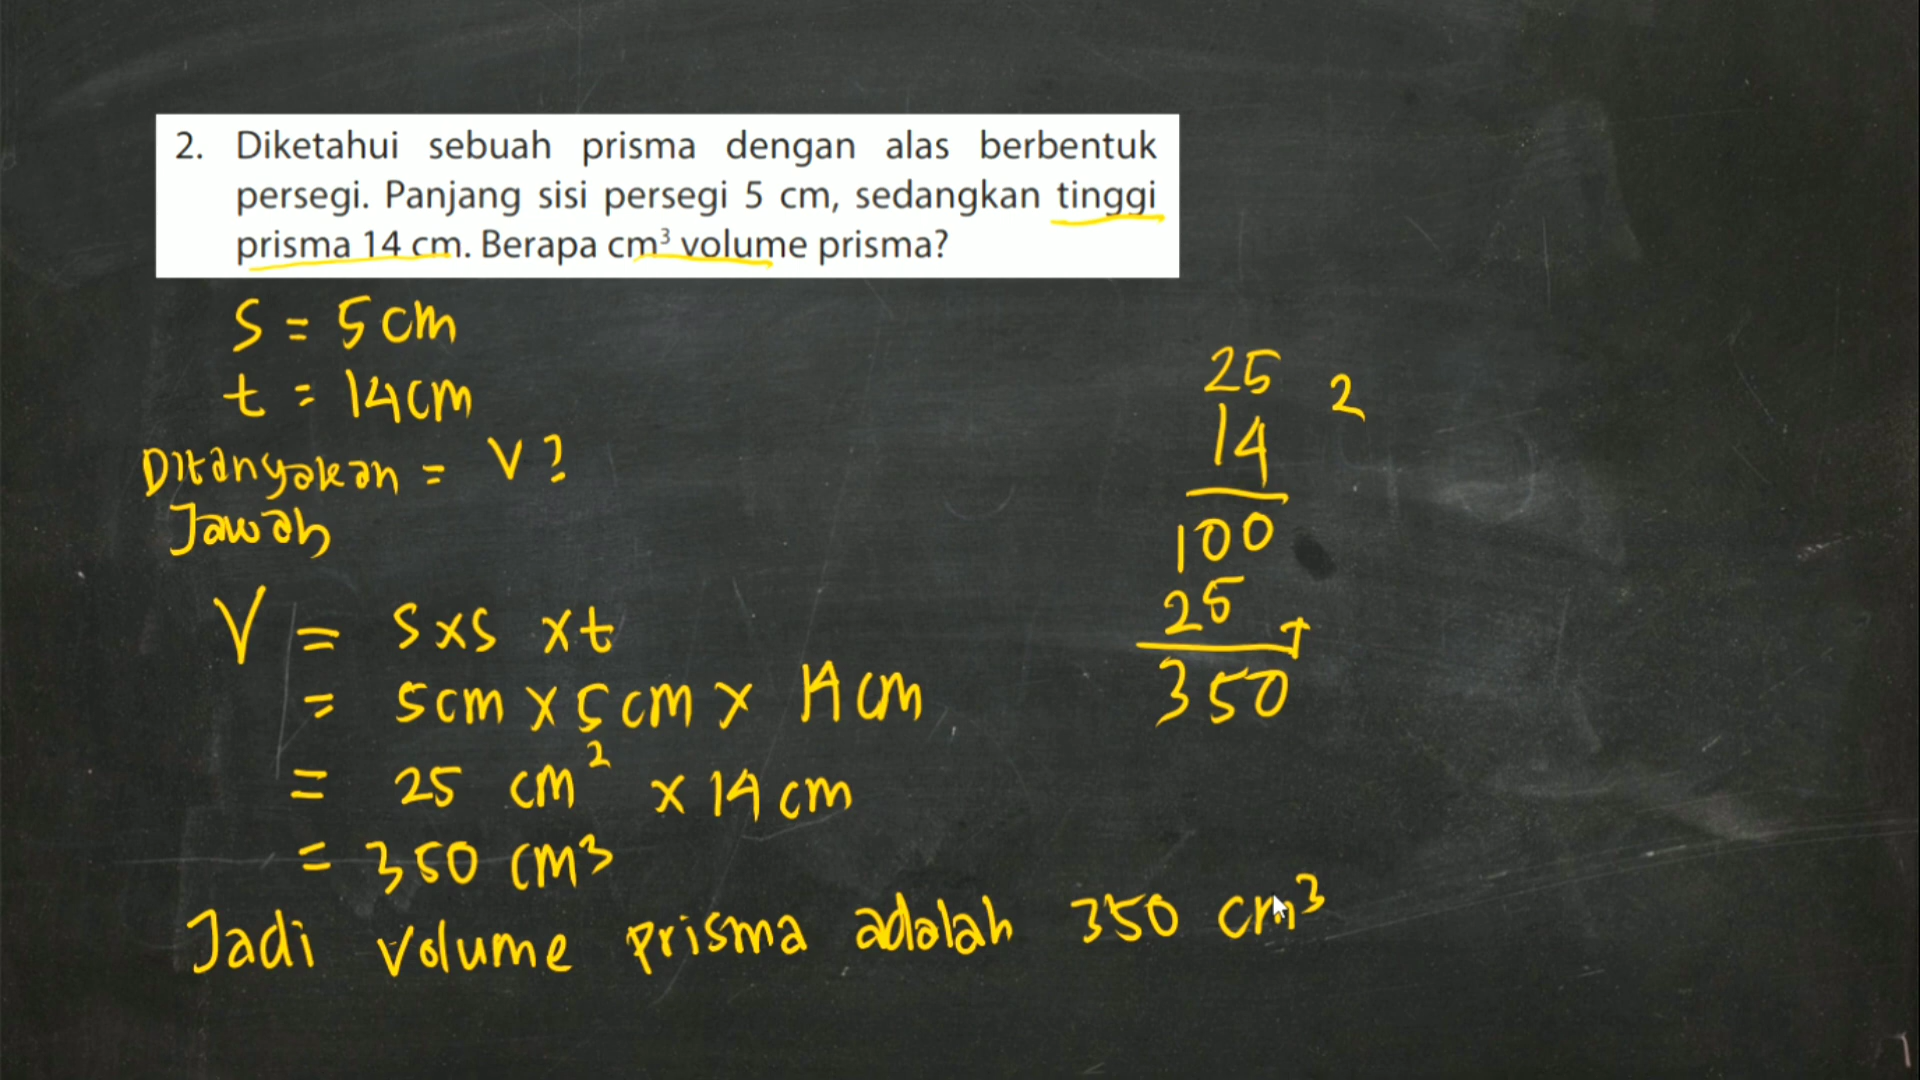 2. Diketahui sebuah prisma dengan alas berbentuk
persegi. Panjang sisi persegi 5 cm, sedangkan tinggi
prisma 14 cm. Berapa cm³ volume prisma?
S = 5 cm
t = 14 cm
Ditanyakan = V?
Jawab
V = s x s x t
= 5 cm x 5 cm x 14 cm
= 25 cm² x 14 cm
= 350 cm3
Jadi volume prisma adalah 350 cm³
25 2
14
100
25 +
350